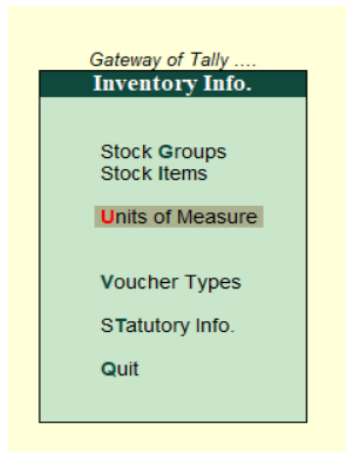 Gateway of Tally ....
Inventory Info.
Stock Groups
Stock Items
Units of Measure
Voucher Types
STatutory Info.
Quit